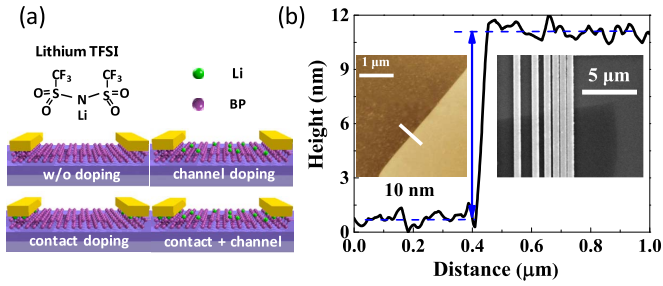 (a)
Lithium TFSI
CF3 CF3
O=S N S=O
O Li O
Li
BP
w/o doping
channel doping
contact doping
contact + channel
(b)
Height (nm)
12
9
6
3
0
1 μm
10 nm
5 μm
0.0 0.2 0.4 0.6 0.8 1.0
Distance (μm)